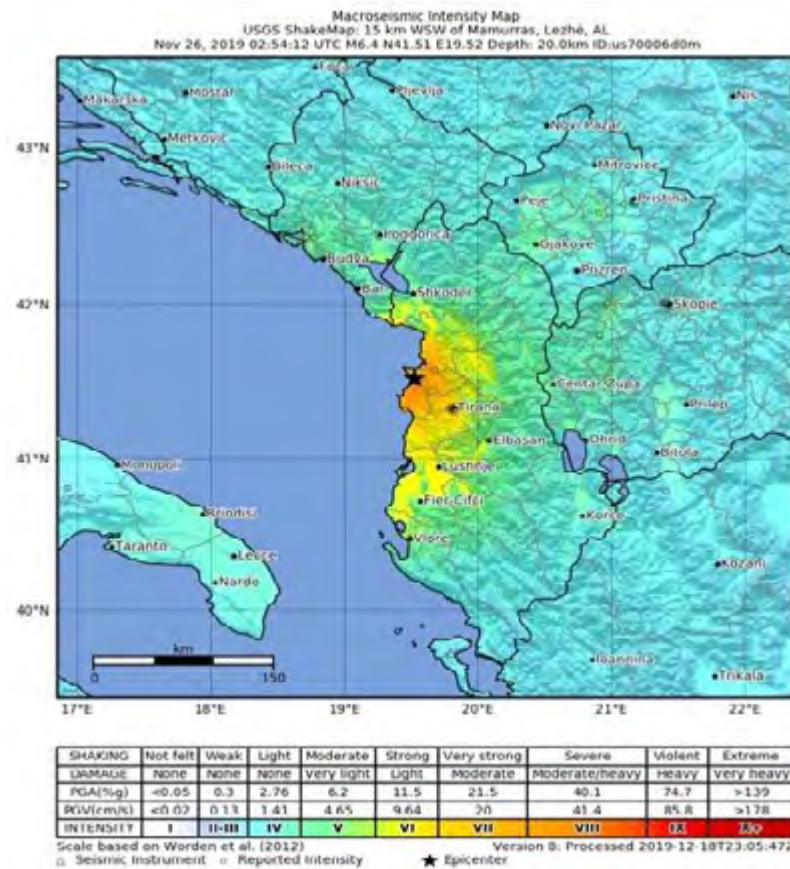 Macroseismic Intensity Map
USGS ShakeMap: 15 km WSW of Mamurras, Lezhë, AL
Nov 26, 2019 02:54:12 UTC M6.4 N41.51 E19.52 Depth: 20.0km ID:us70006d0m
Foča
Makarska
Mostar
Pljevlja
Nis
43°N
Metković
Novi Pazar
Bileca
Mitrovice
Niksic
Peje
Pristina
Podgorica
Gjakove
Budva
Prizren
Bar
Shkoder
42°N
Skopje
Centar Zupa
Tirana
Prilep
Elbasan
Ohrid
Bitula
41°N
Monopoli
Lushnje
Fier-Cifci
Brindisi
Korce
Taranto
Vlore
Lecce
Kozani
Nardo
40°N
km
0 150
Ioannina
Trikala
17°E 18°E 19°E 20°E 21°E 22°E
SHAKING Not felt Weak Light Moderate Strong Very strong Severe Violent Extreme
DAMAGE None None None Very light Light Moderate Moderate/heavy Heavy Very heavy
PGA(%g) <0.05 0.3 2.76 6.2 11.5 21.5 40.1 74.7 >139
PGV(cm/s) <0.02 0.13 1.41 4.65 9.64 20 41.4 85.8 >178
INTENSITY I II-III IV V VI VII VIII IX X+
Scale based on Worden et al. (2012) Version 8: Processed 2019-12-18T23:05:47Z
△ Seismic Instrument ○ Reported Intensity ★ Epicenter